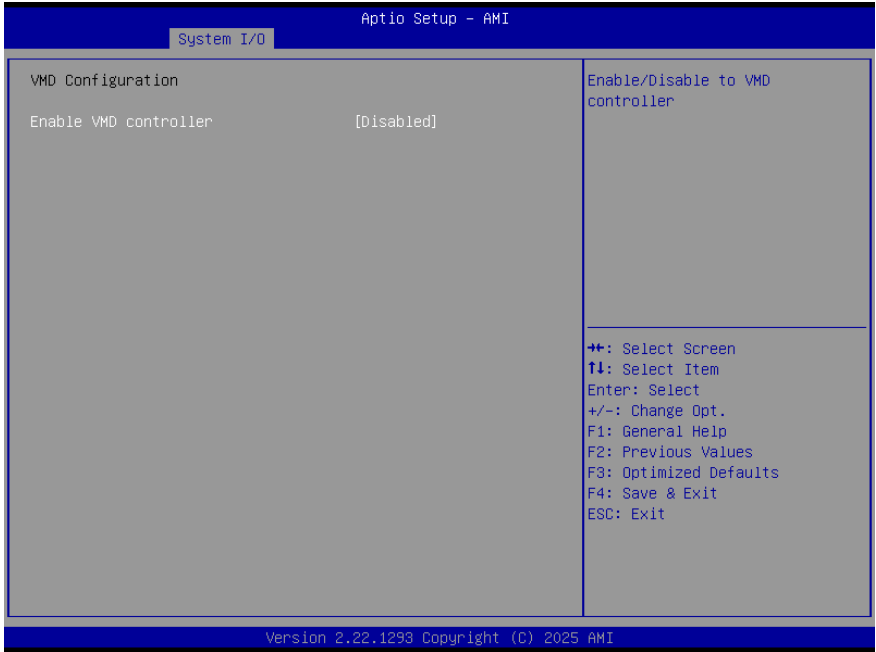 Aptio Setup – AMI
System I/O
VMD Configuration
Enable VMD controller [Disabled]
Enable/Disable to VMD
controller
→←: Select Screen
↑↓: Select Item
Enter: Select
+/-: Change Opt.
F1: General Help
F2: Previous Values
F3: Optimized Defaults
F4: Save & Exit
ESC: Exit
Version 2.22.1293 Copyright (C) 2025 AMI